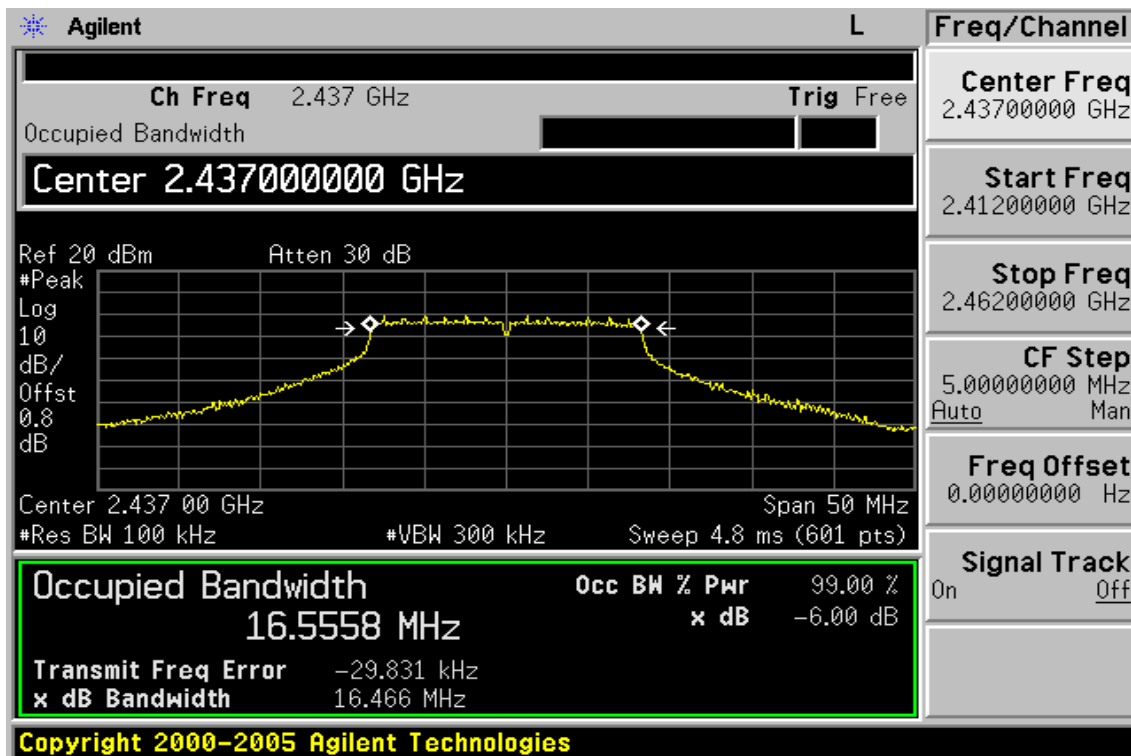 Agilent
L
Freq/Channel
Ch Freq 2.437 GHz
Trig Free
Occupied Bandwidth
Center 2.437000000 GHz
Ref 20 dBm
Atten 30 dB
#Peak
Log
10
dB/
Offst
0.8
dB
Center 2.437 00 GHz
Span 50 MHz
#Res BW 100 kHz
#VBW 300 kHz
Sweep 4.8 ms (601 pts)
Occupied Bandwidth
16.5558 MHz
Occ BW % Pwr 99.00 %
x dB -6.00 dB
Transmit Freq Error -29.831 kHz
x dB Bandwidth 16.466 MHz
Center Freq
2.43700000 GHz
Start Freq
2.41200000 GHz
Stop Freq
2.46200000 GHz
CF Step
5.00000000 MHz
Auto Man
Freq Offset
0.00000000 Hz
Signal Track
On Off
Copyright 2000-2005 Agilent Technologies